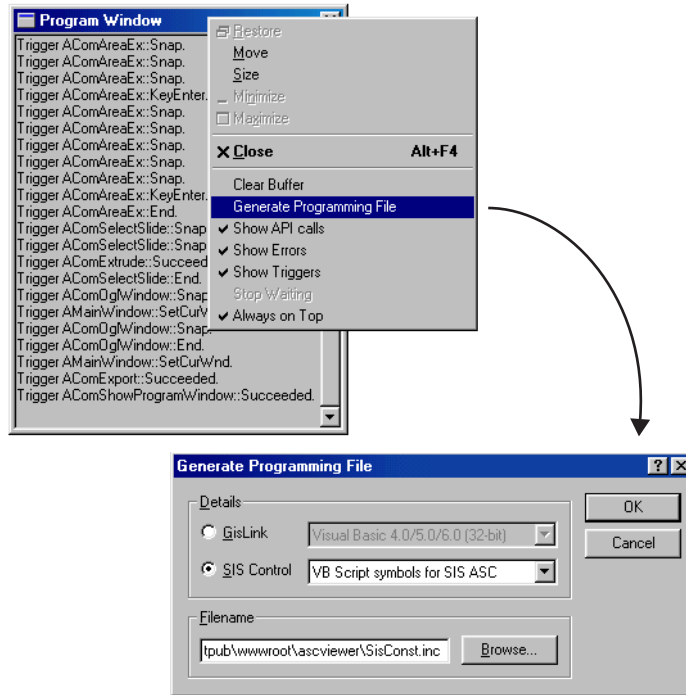 Program Window
Trigger AComAreaEx::Snap.
Trigger AComAreaEx::Snap.
Trigger AComAreaEx::Snap.
Trigger AComAreaEx::KeyEnter.
Trigger AComAreaEx::Snap.
Trigger AComAreaEx::Snap.
Trigger AComAreaEx::Snap.
Trigger AComAreaEx::Snap.
Trigger AComAreaEx::Snap.
Trigger AComAreaEx::KeyEnter.
Trigger AComAreaEx::End.
Trigger AComSelectSlide::Snap
Trigger AComSelectSlide::Snap
Trigger AComExtrude::Succeed
Trigger AComSelectSlide::End.
Trigger AComOglWindow::Snap
Trigger AMainWindow::SetCurV
Trigger AComOglWindow::Snap.
Trigger AComOglWindow::End.
Trigger AMainWindow::SetCurWnd.
Trigger AComExport::Succeeded.
Trigger AComShowProgramWindow::Succeeded.
Restore
Move
Size
Minimize
Maximize
Close Alt+F4
Clear Buffer
Generate Programming File
Show API calls
Show Errors
Show Triggers
Stop Waiting
Always on Top
Generate Programming File
Details
GisLink Visual Basic 4.0/5.0/6.0 (32-bit)
SIS Control VB Script symbols for SIS ASC
Filename
tpub\wwwroot\ascviewer\SisConst.inc Browse...
OK
Cancel